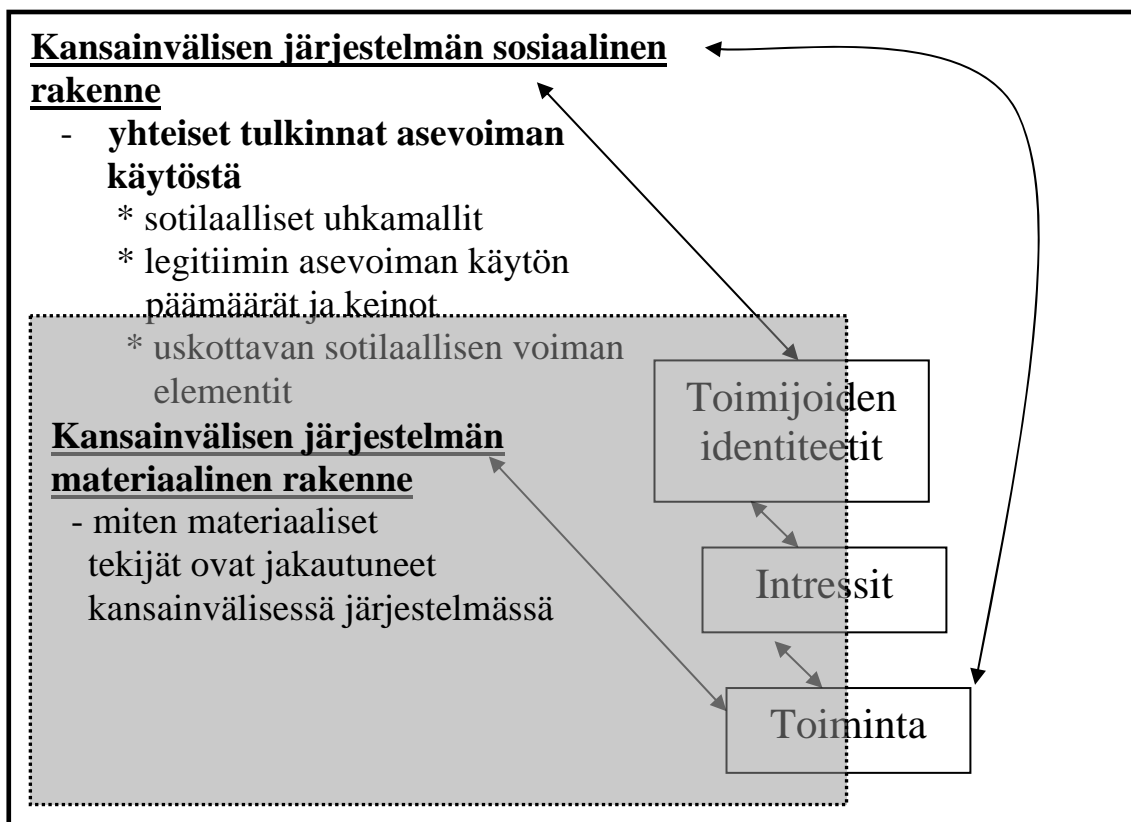 Kansainvälisen järjestelmän sosiaalinen
rakenne
- yhteiset tulkinnat asevoiman
käytöstä
* sotilaalliset uhkamallit
* legitiimin asevoiman käytön
päämäärät ja keinot
* uskottavan sotilaallisen voiman
elementit
Kansainvälisen järjestelmän
materiaalinen rakenne
- miten materiaaliset
tekijät ovat jakautuneet
kansainvälisessä järjestelmässä
Toimijoiden
identiteetit
Intressit
Toiminta